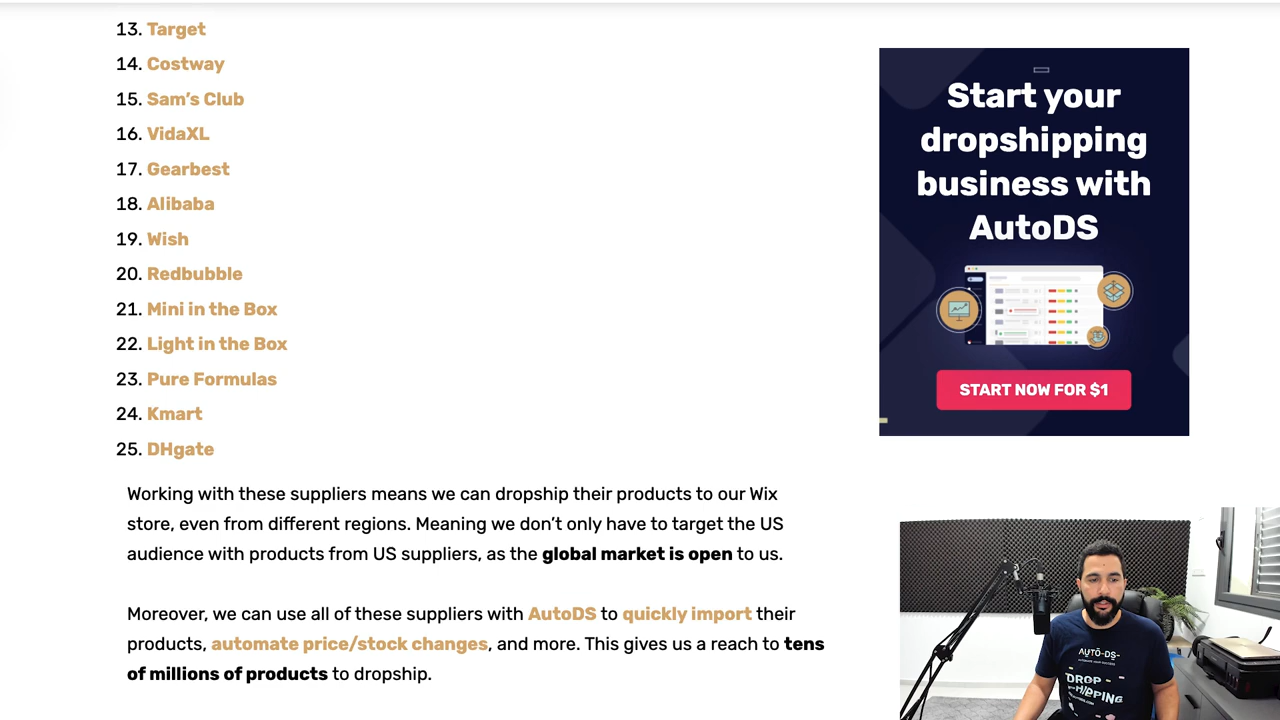 13. Target
14. Costway
15. Sam's Club
16. VidaXL
17. Gearbest
18. Alibaba
19. Wish
20. Redbubble
21. Mini in the Box
22. Light in the Box
23. Pure Formulas
24. Kmart
25. DHgate
Working with these suppliers means we can dropship their products to our Wix
store, even from different regions. Meaning we don’t only have to target the US
audience with products from US suppliers, as the global market is open to us.
Moreover, we can use all of these suppliers with AutoDS to quickly import their
products, automate price/stock changes, and more. This gives us a reach to tens
of millions of products to dropship.
Start your
dropshipping
business with
AutoDS
START NOW FOR $1
AUTO-DS-
DROP
SHIPPING